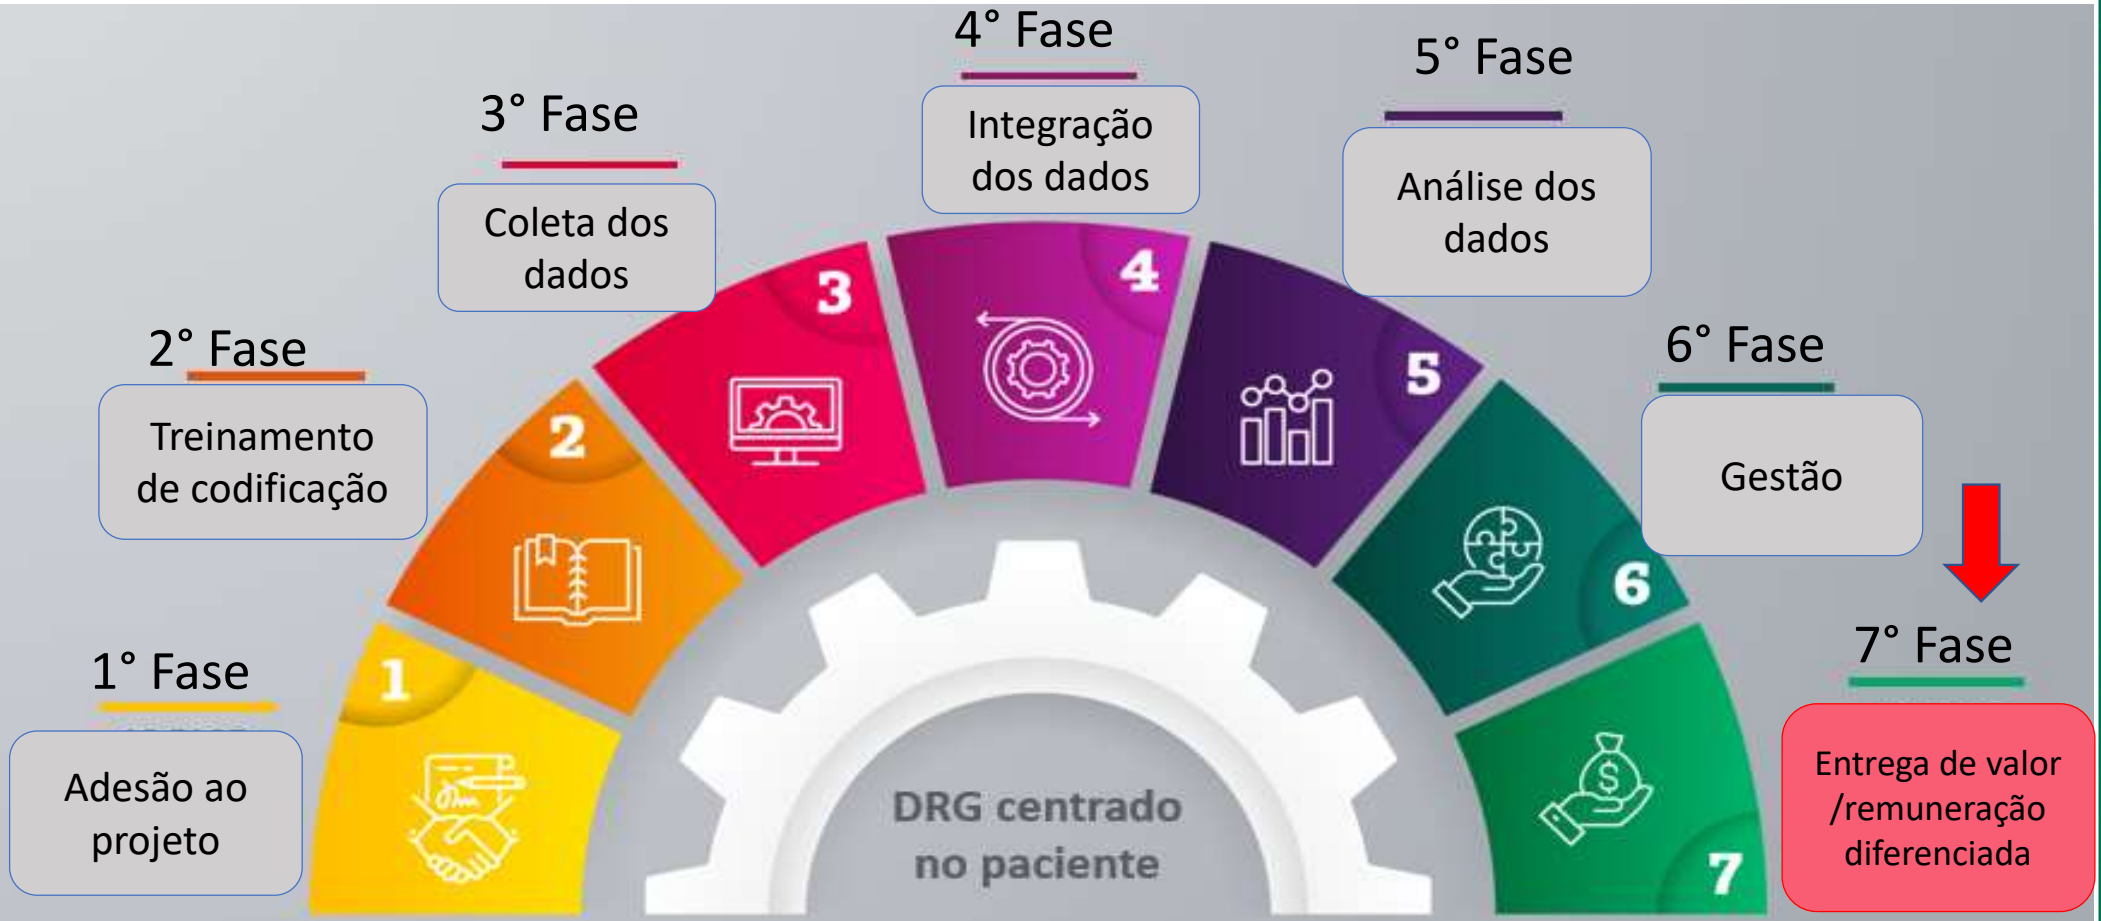 1° Fase
Adesão ao
projeto
2° Fase
Treinamento
de codificação
3° Fase
Coleta dos
dados
4° Fase
Integração
dos dados
5° Fase
Análise dos
dados
6° Fase
Gestão
7° Fase
Entrega de valor
/remuneração
diferenciada
1
2
3
4
5
6
7
$
DRG centrado
no paciente